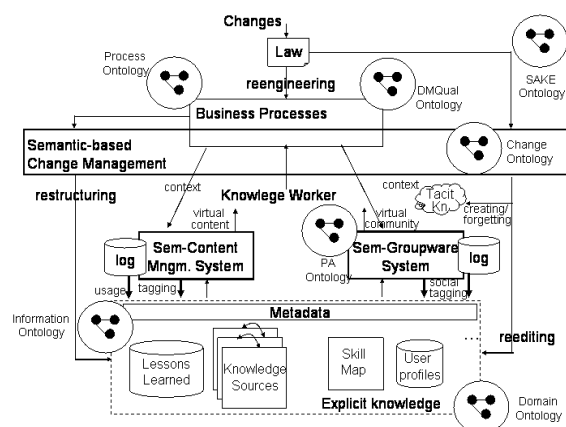 Changes
Process
Ontology
Law
SAKE
Ontology
reengineering
DMQual
Ontology
Business Processes
Semantic-based
Change Management
Change
Ontology
restructuring
context
Knowlege Worker
context
Tacit
Kn.
creating/
forgetting
virtual
content
virtual
community
log
Sem-Content
Mngm. System
PA
Ontology
Sem-Groupware
System
log
usage
tagging
social
tagging
Information
Ontology
Metadata
reediting
...
Lessons
Learned
Knowledge
Sources
Skill
Map
User
profiles
Explicit knowledge
Domain
Ontology